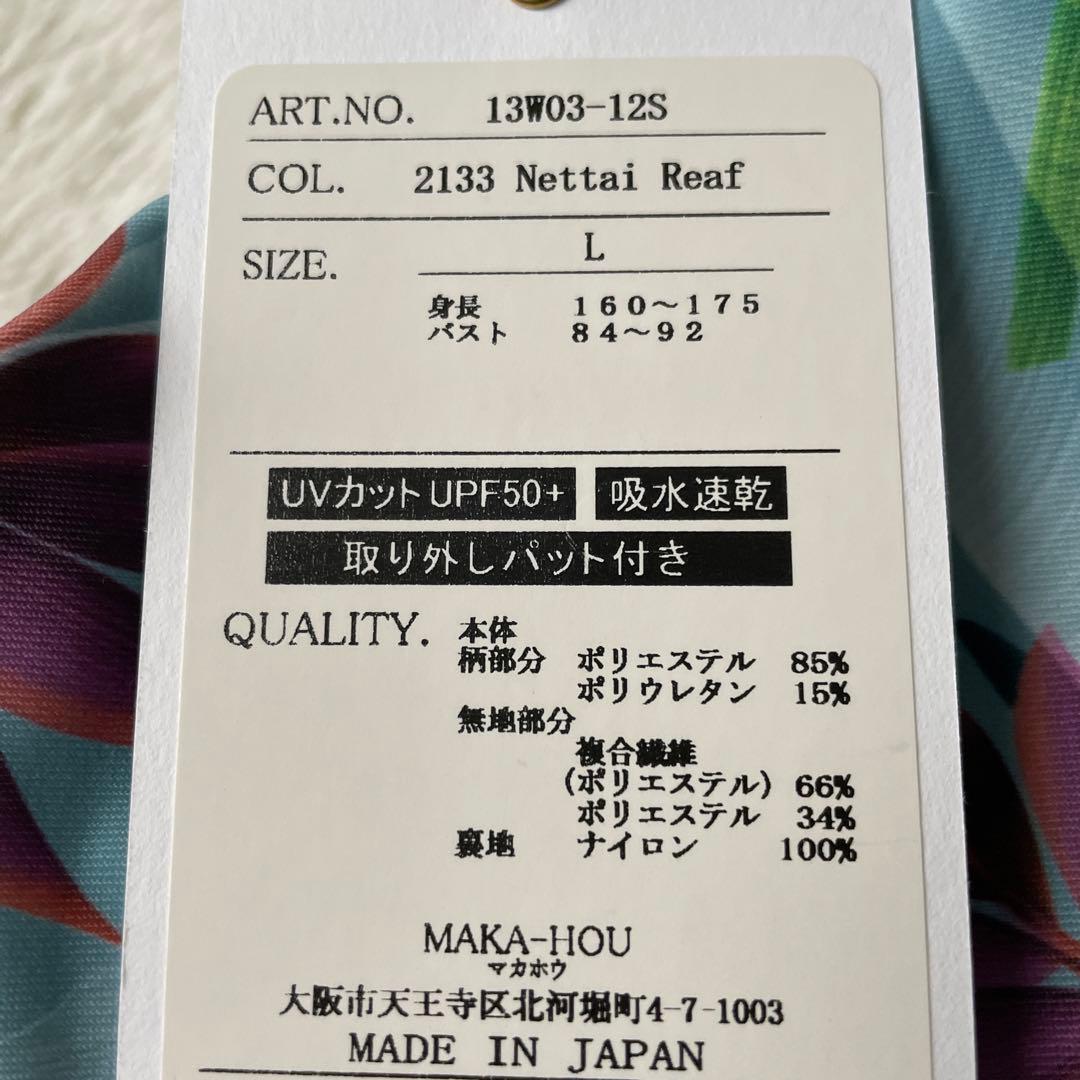 ART.NO. 13W03-12S
COL. 2133 Nettai Reaf
SIZE. L
身長 160～175
バスト 84～92
UVカット UPF50+ 吸水速乾
取り外しパット付き
QUALITY. 本体
柄部分 ポリエステル 85%
ポリウレタン 15%
無地部分
複合繊維
(ポリエステル) 66%
ポリエステル 34%
裏地 ナイロン 100%
MAKA-HOU
マカホウ
大阪市天王寺区北河堀町4-7-1003
MADE IN JAPAN